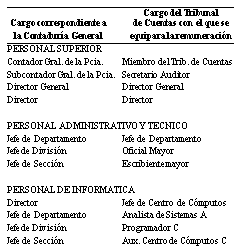 Cargo correspondiente a la Contaduría General | Cargo del Tribunal de Cuentas con el que se equipara la remuneración
PERSONAL SUPERIOR
Contador Gral. de la Pcia. Miembro del Trib. de Cuentas
Subcontador Gral. de la Pcia. Secretario Auditor
Director General Director General
Director Director
PERSONAL ADMINISTRATIVO Y TECNICO
Jefe de Departamento Jefe de Departamento
Jefe de División Oficial Mayor
Jefe de Sección Escribiente mayor
PERSONAL DE INFORMATICA
Director Jefe de Centro de Cómputos
Jefe de Departamento Analista de Sistemas A
Jefe de División Programador C
Jefe de Sección Aux. Centro de Cómputos C